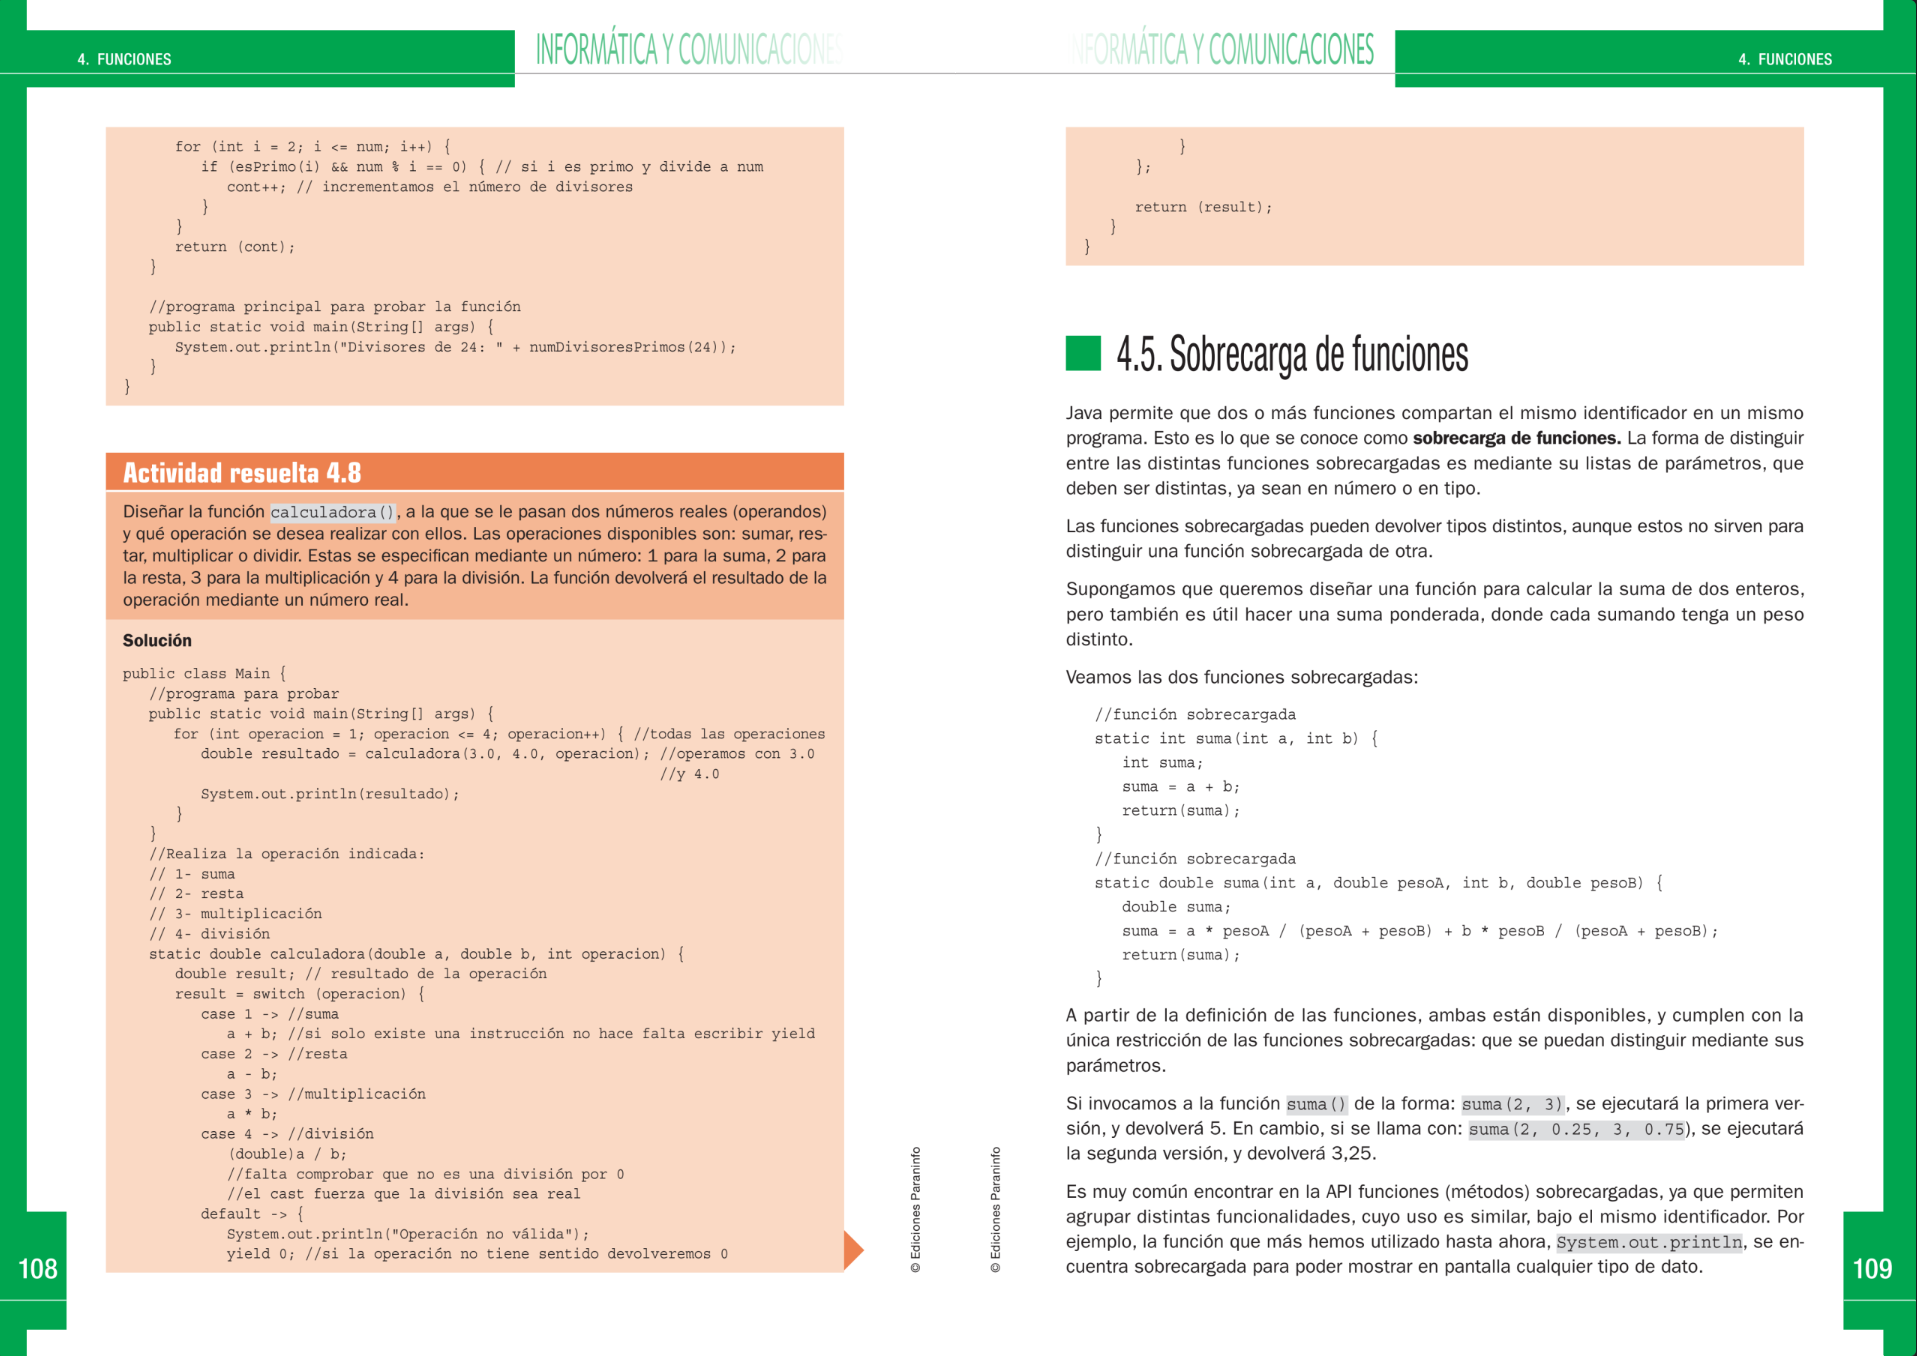 4. FUNCIONES
INFORMÁTICA Y COMUNICACIONES
for (int i = 2; i <= num; i++) {
if (esPrimo(i) && num % i == 0) { // si i es primo y divide a num
cont++; // incrementamos el número de divisores
}
}
return (cont);
}
//programa principal para probar la función
public static void main(String[] args) {
System.out.println("Divisores de 24: " + numDivisoresPrimos(24));
}
}
Actividad resuelta 4.8
Diseñar la función calculadora(), a la que se le pasan dos números reales (operandos)
y qué operación se desea realizar con ellos. Las operaciones disponibles son: sumar, res-
tar, multiplicar o dividir. Estas se especifican mediante un número: 1 para la suma, 2 para
la resta, 3 para la multiplicación y 4 para la división. La función devolverá el resultado de la
operación mediante un número real.
Solución
public class Main {
//programa para probar
public static void main(String[] args) {
for (int operacion = 1; operacion <= 4; operacion++) { //todas las operaciones
double resultado = calculadora(3.0, 4.0, operacion); //operamos con 3.0
//y 4.0
System.out.println(resultado);
}
}
//Realiza la operación indicada:
// 1- suma
// 2- resta
// 3- multiplicación
// 4- división
static double calculadora(double a, double b, int operacion) {
double result; // resultado de la operación
result = switch (operacion) {
case 1 -> //suma
a + b; //si solo existe una instrucción no hace falta escribir yield
case 2 -> //resta
a - b;
case 3 -> //multiplicación
a * b;
case 4 -> //división
(double)a / b;
//falta comprobar que no es una división por 0
//el cast fuerza que la división sea real
default -> {
System.out.println("Operación no válida");
yield 0; //si la operación no tiene sentido devolveremos 0
© Ediciones Paraninfo
108
INFORMÁTICA Y COMUNICACIONES
4. FUNCIONES
}
};
return (result);
}
}
4.5. Sobrecarga de funciones
Java permite que dos o más funciones compartan el mismo identificador en un mismo
programa. Esto es lo que se conoce como sobrecarga de funciones. La forma de distinguir
entre las distintas funciones sobrecargadas es mediante su listas de parámetros, que
deben ser distintas, ya sean en número o en tipo.
Las funciones sobrecargadas pueden devolver tipos distintos, aunque estos no sirven para
distinguir una función sobrecargada de otra.
Supongamos que queremos diseñar una función para calcular la suma de dos enteros,
pero también es útil hacer una suma ponderada, donde cada sumando tenga un peso
distinto.
Veamos las dos funciones sobrecargadas:
//función sobrecargada
static int suma(int a, int b) {
int suma;
suma = a + b;
return(suma);
}
//función sobrecargada
static double suma(int a, double pesoA, int b, double pesoB) {
double suma;
suma = a * pesoA / (pesoA + pesoB) + b * pesoB / (pesoA + pesoB);
return(suma);
}
A partir de la definición de las funciones, ambas están disponibles, y cumplen con la
única restricción de las funciones sobrecargadas: que se puedan distinguir mediante sus
parámetros.
Si invocamos a la función suma() de la forma: suma(2, 3), se ejecutará la primera ver-
sión, y devolverá 5. En cambio, si se llama con: suma(2, 0.25, 3, 0.75), se ejecutará
la segunda versión, y devolverá 3,25.
Es muy común encontrar en la API funciones (métodos) sobrecargadas, ya que permiten
agrupar distintas funcionalidades, cuyo uso es similar, bajo el mismo identificador. Por
ejemplo, la función que más hemos utilizado hasta ahora, System.out.println, se en-
cuentra sobrecargada para poder mostrar en pantalla cualquier tipo de dato.
© Ediciones Paraninfo
109